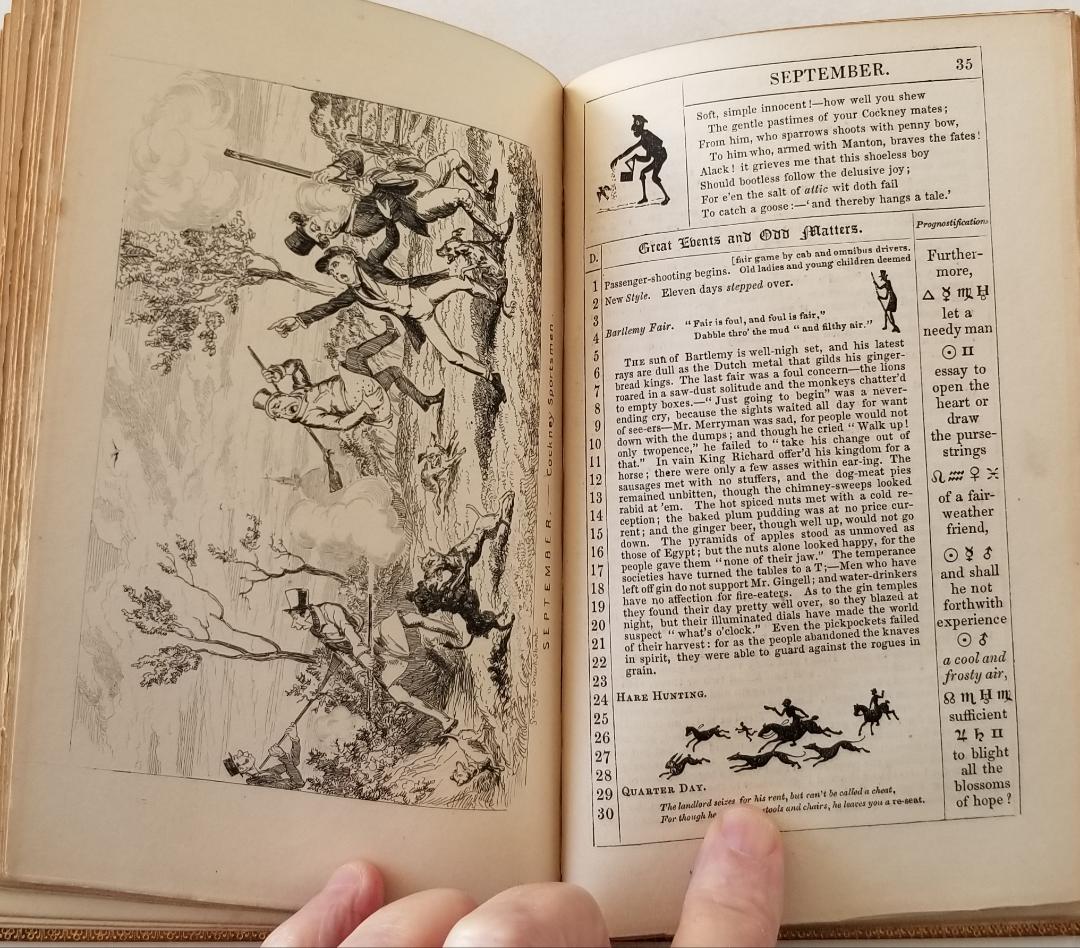 SEPTEMBER. — Cockney Sportsmen.
SEPTEMBER.
35
Soft, simple innocent!—how well you shew
The gentle pastimes of your Cockney mates;
From him, who sparrows shoots with penny bow,
To him who, armed with Manton, braves the fates!
Alack! it grieves me that this shoeless boy
Should bootless follow the delusive joy;
For e'en the salt of attic wit doth fail
To catch a goose:—'and thereby hangs a tale.'
D.
Great Events and Odd Matters.
Prognostification.
1
2
3
4
5
6
7
8
9
10
11
12
13
14
15
16
17
18
19
20
21
22
23
24
25
26
27
28
29
30
[fair game by cab and omnibus drivers.
Passenger-shooting begins. Old ladies and young children deemed
New Style. Eleven days stepped over.
Bartlemy Fair. "Fair is foul, and foul is fair,"
Dabble thro' the mud "and filthy air."
THE sun of Bartlemy is well-nigh set, and his latest
rays are dull as the Dutch metal that gilds his ginger-
bread kings. The last fair was a foul concern—the lions
roared in a saw-dust solitude and the monkeys chatter'd
to empty boxes.—"Just going to begin" was a never-
ending cry, because the sights waited all day for want
of see-ers—Mr. Merryman was sad, for people would not
down with the dumps; and though he cried "Walk up!
only twopence," he failed to "take his change out of
that." In vain King Richard offer'd his kingdom for a
horse; there were only a few asses within ear-ing. The
sausages met with no stuffers, and the dog-meat pies
remained unbitten, though the chimney-sweeps looked
rabid at 'em. The hot spiced nuts met with a cold re-
ception; the baked plum pudding was at no price cur-
rent; and the ginger beer, though well up, would not go
down. The pyramids of apples stood as unmoved as
those of Egypt; but the nuts alone looked happy, for the
people gave them "none of their jaw." The temperance
societies have turned the tables to a T;—Men who have
left off gin do not support Mr. Gingell; and water-drinkers
have no affection for fire-eaters. As to the gin temples
they found their day pretty well over, so they blazed at
night, but their illuminated dials have made the world
suspect "what's o'clock." Even the pickpockets failed
of their harvest: for as the people abandoned the knaves
in spirit, they were able to guard against the rogues in
grain.
HARE HUNTING.
QUARTER DAY.
The landlord seizes for his rent, but can't be called a cheat,
For though he stools and chairs, he leaves you a re-seat.
Further-
more,
△ ☿ ♍ ♅
let a
needy man
☉ ♊
essay to
open the
heart or
draw
the purse-
strings
♌ ♒ ♀ ♓
of a fair-
weather
friend,
☉ ☿ ♂
and shall
he not
forthwith
experience
☉ ♂
a cool and
frosty air,
☊ ♏ ♅ ♍
sufficient
♃ ♄ ♊
to blight
all the
blossoms
of hope?